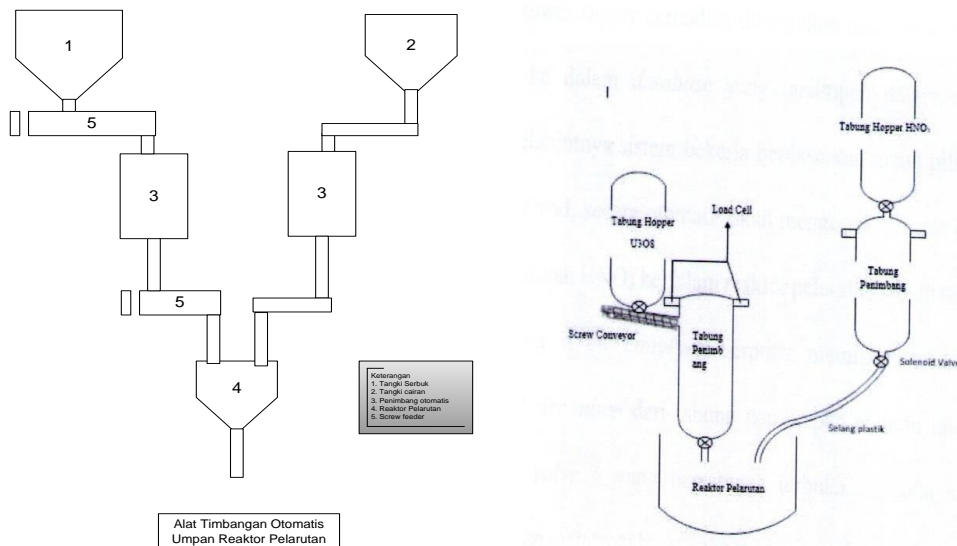 1
2
5
3
3
5
4
Keterangan
1. Tangki Serbuk
2. Tangki cairan
3. Penimbang otomatis
4. Reaktor Pelarutan
5. Screw feeder
Alat Timbangan Otomatis
Umpan Reaktor Pelarutan
Tabung Hopper HNO₃
Load Cell
Tabung Hopper
U3O8
Tabung
Penimbang
Screw Conveyor
Tabung
Penimb
ang
Solenoid Valve
Selang plastik
Reaktor Pelarutan